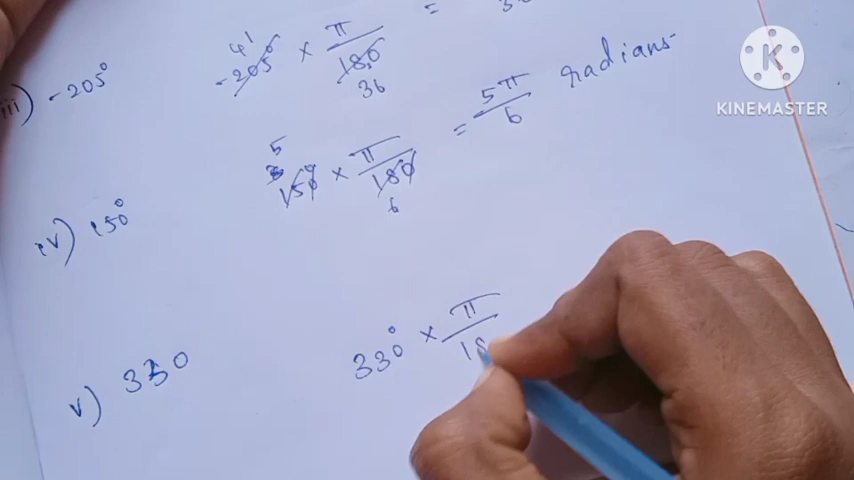 iii) -205° 41 -205° × π/180 36 =
iv) 150° 5 150° × π/180 6 = 5π/6 radians
v) 330 330° × π/18
K
KINEMASTER